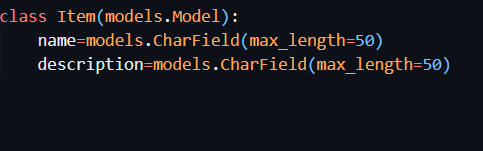 class Item(models.Model):
    name=models.CharField(max_length=50)
    description=models.CharField(max_length=50)